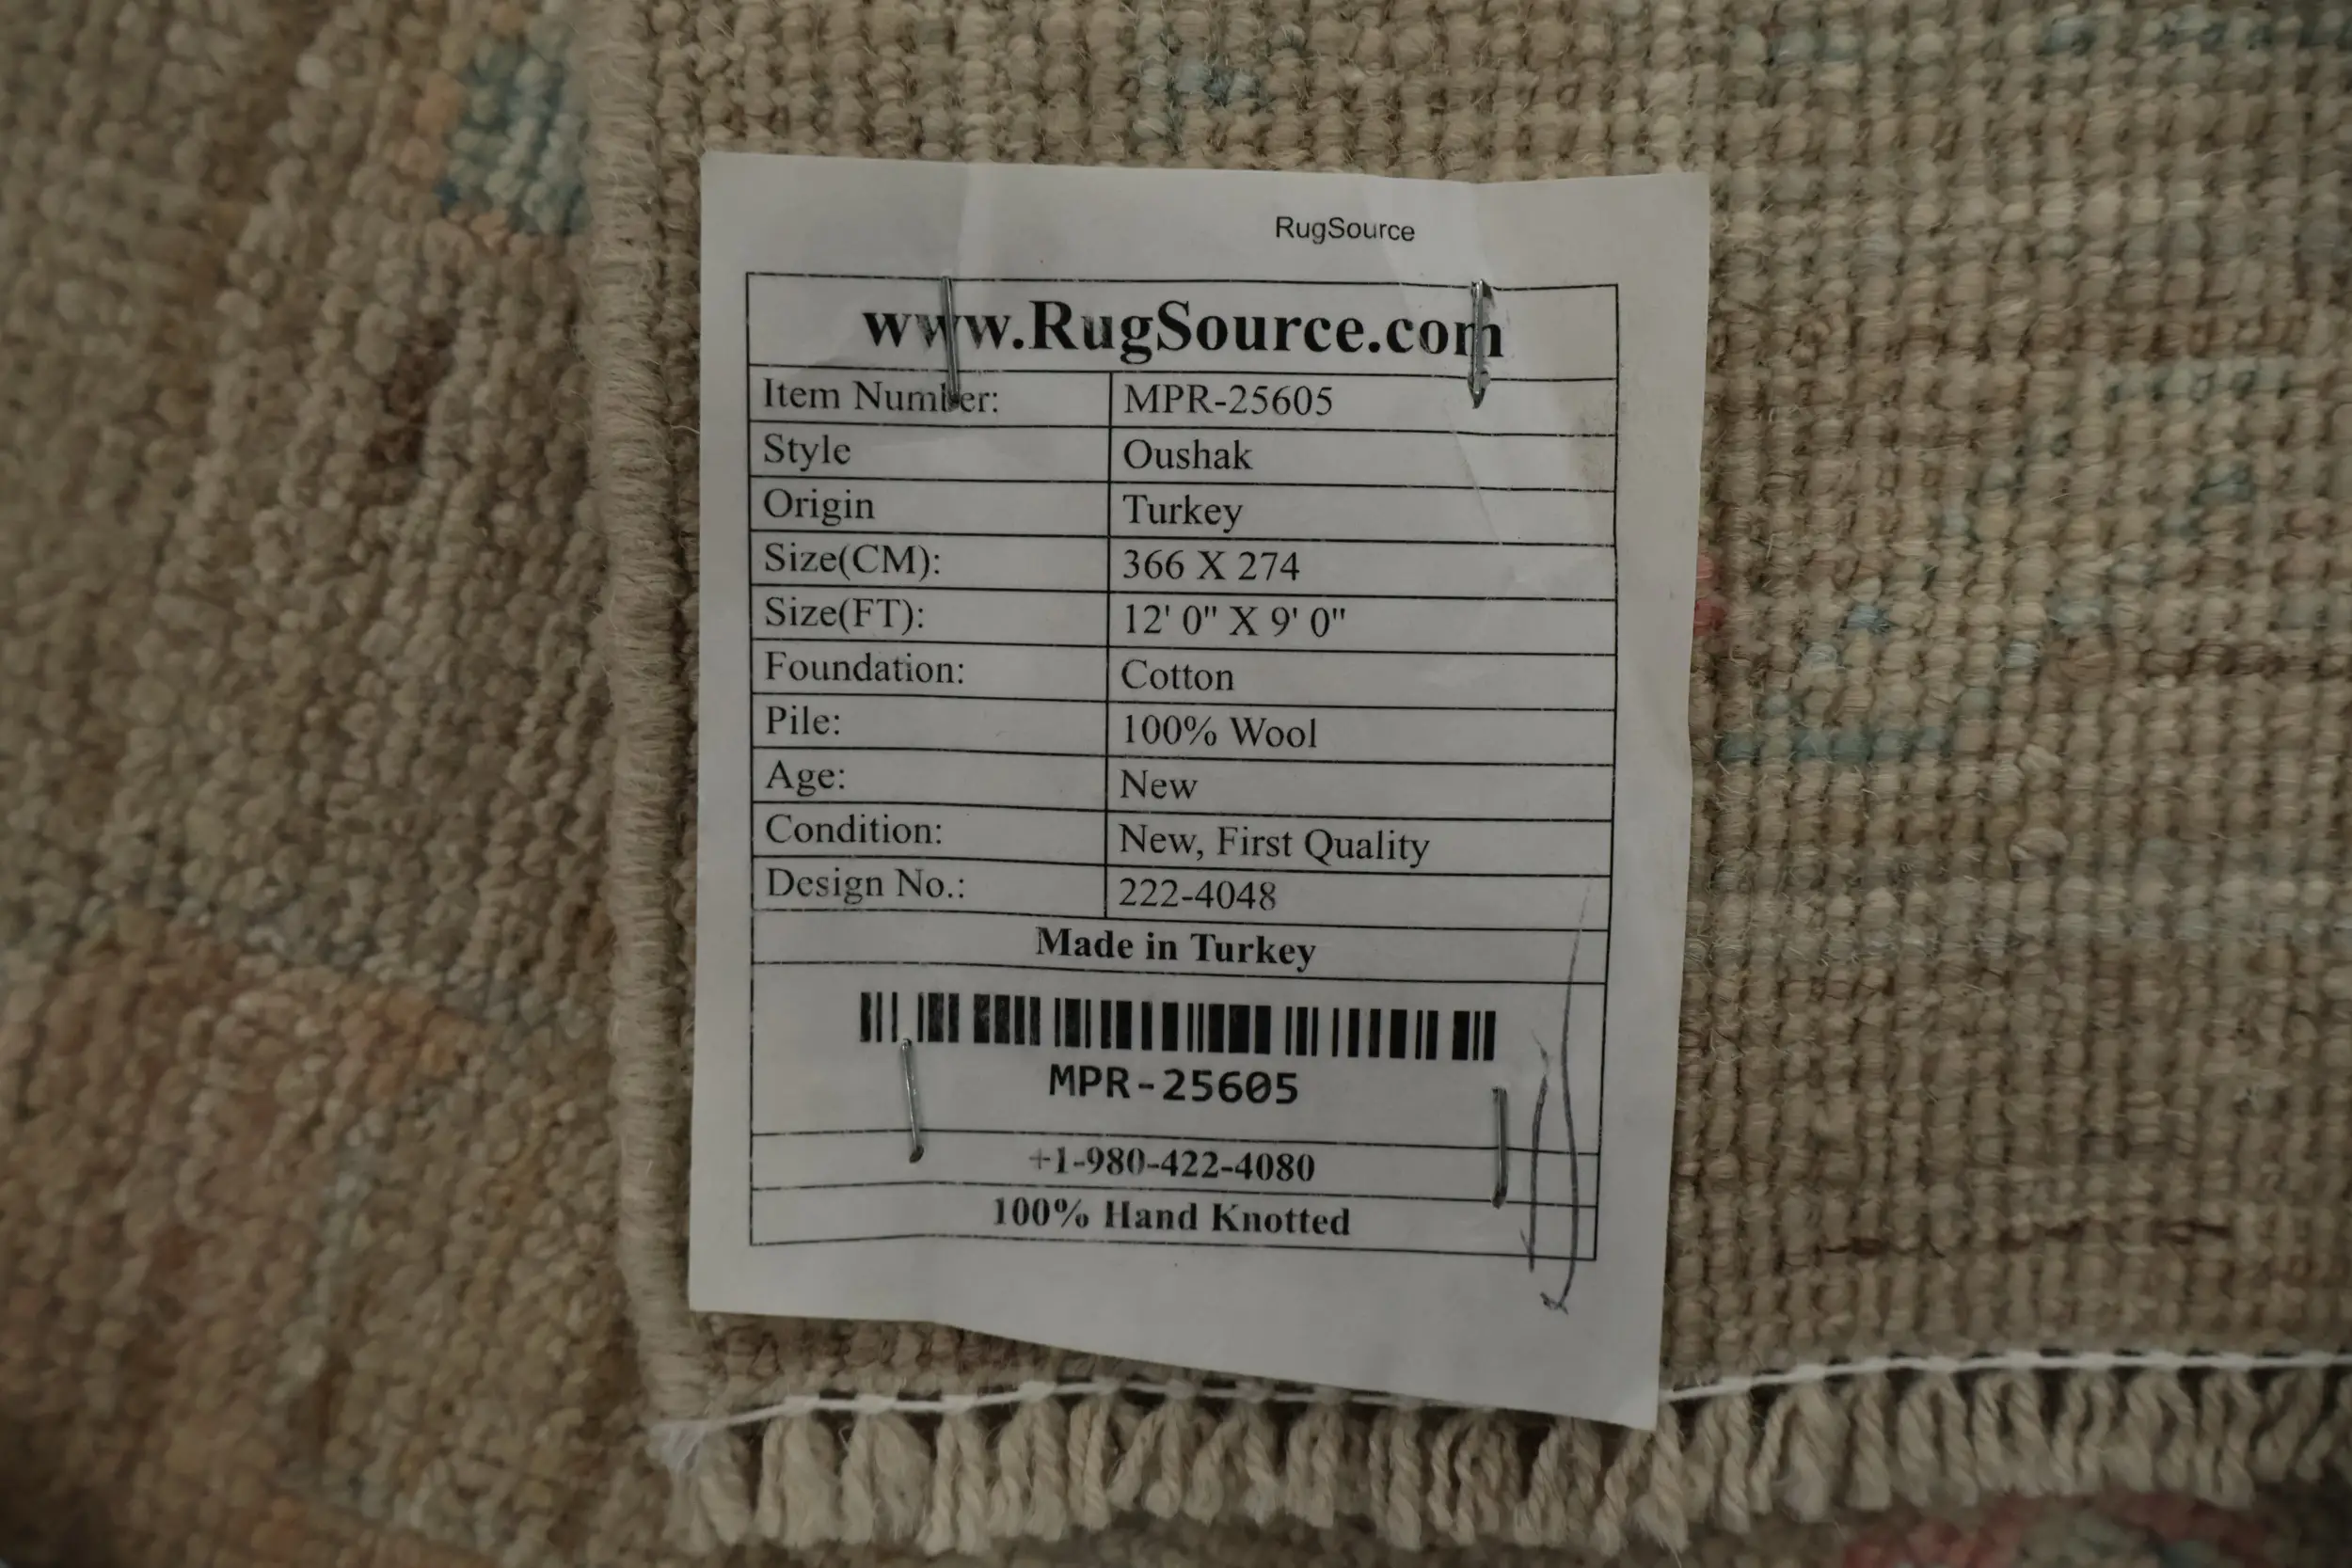 RugSource
www.RugSource.com
Item Number: MPR-25605
Style Oushak
Origin Turkey
Size(CM): 366 X 274
Size(FT): 12' 0" X 9' 0"
Foundation: Cotton
Pile: 100% Wool
Age: New
Condition: New, First Quality
Design No.: 222-4048
Made in Turkey
MPR-25605
+1-980-422-4080
100% Hand Knotted